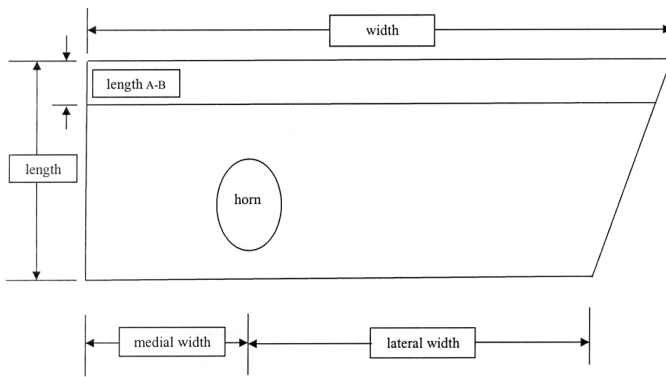 width
length A-B
length
horn
medial width
lateral width